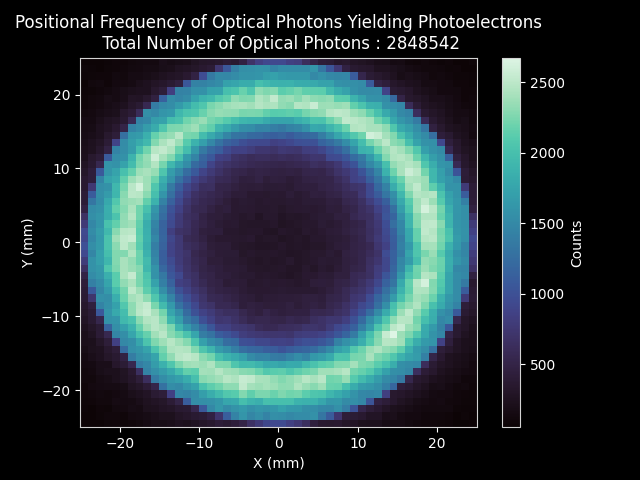 Positional Frequency of Optical Photons Yielding Photoelectrons
Total Number of Optical Photons : 2848542
20
10
0
−10
−20
Y (mm)
−20 −10 0 10 20
X (mm)
2500
2000
1500
1000
500
Counts